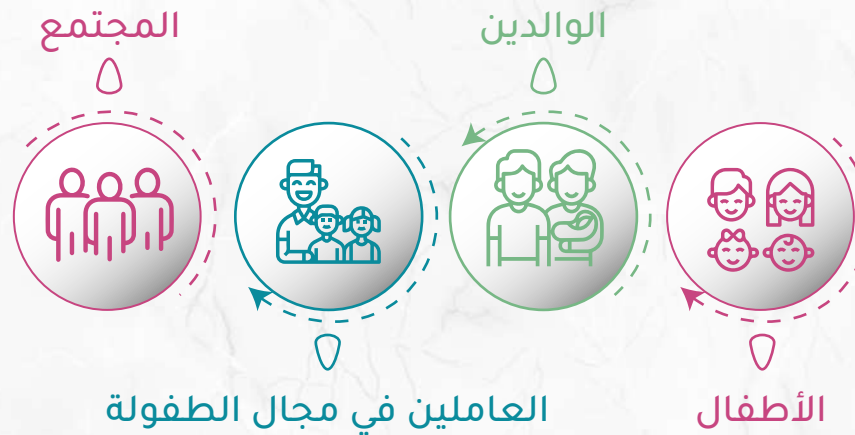 الأطفال
الوالدين
العاملين في مجال الطفولة
المجتمع